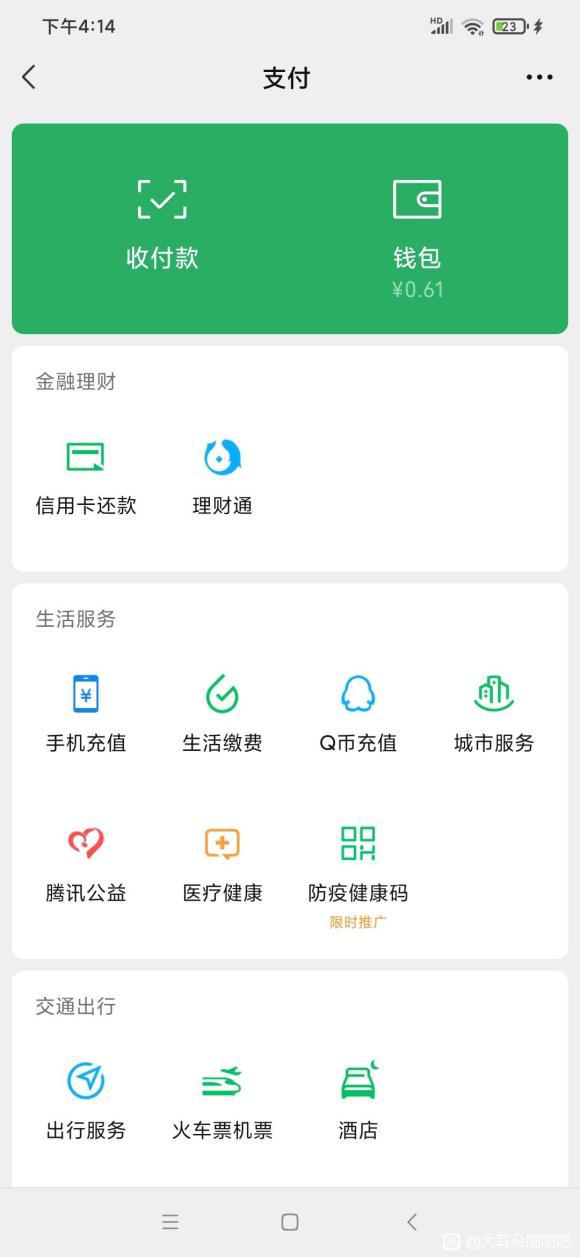 下午4:14
HD
23
支付
收付款
钱包
¥0.61
金融理财
信用卡还款
理财通
生活服务
手机充值
生活缴费
Q币充值
城市服务
腾讯公益
医疗健康
防疫健康码
限时推广
交通出行
出行服务
火车票机票
酒店
@大耳朵图图吧